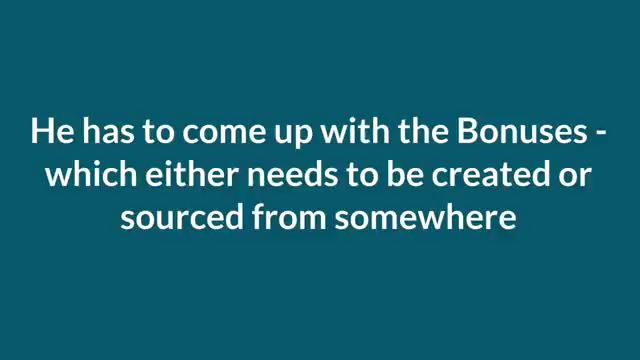 He has to come up with the Bonuses -
which either needs to be created or
sourced from somewhere